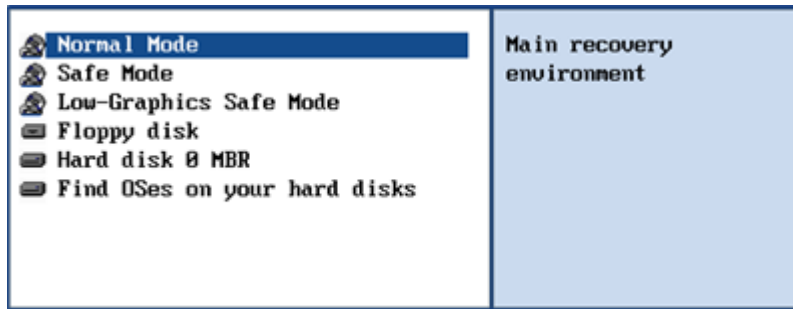 Normal Mode
Safe Mode
Low-Graphics Safe Mode
Floppy disk
Hard disk 0 MBR
Find OSes on your hard disks
Main recovery
environment